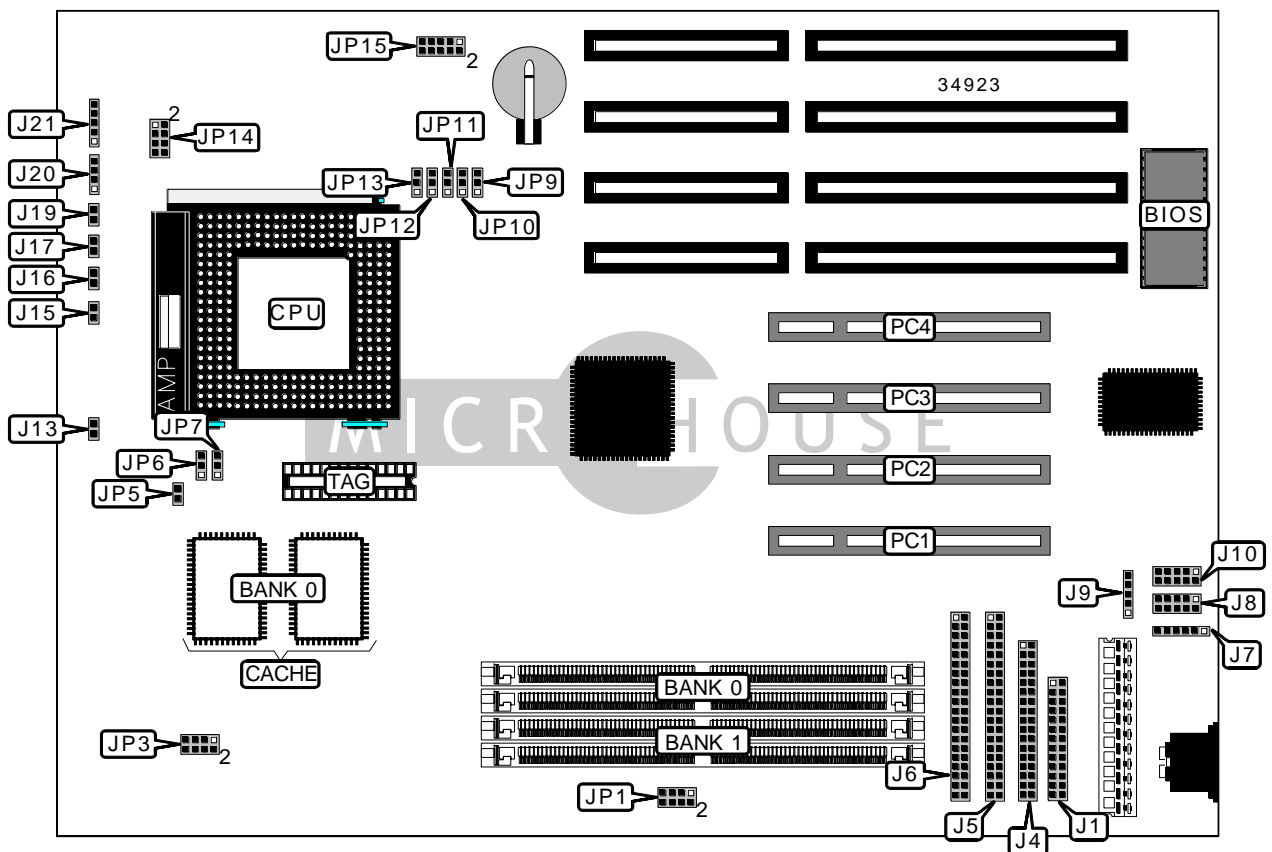 JP15
2
34923
J21
2
JP14
JP11
J20
JP13
JP9
J19
JP12
JP10
BIOS
J17
J16
J15
CPU
PC4
AMP
PC3
JP7
J13
MICR HOUSE
JP6
PC2
TAG
JP5
PC1
J10
BANK 0
J9
J8
J7
CACHE
BANK 0
BANK 1
JP3
2
J6
JP1
2
J5
J4
J1